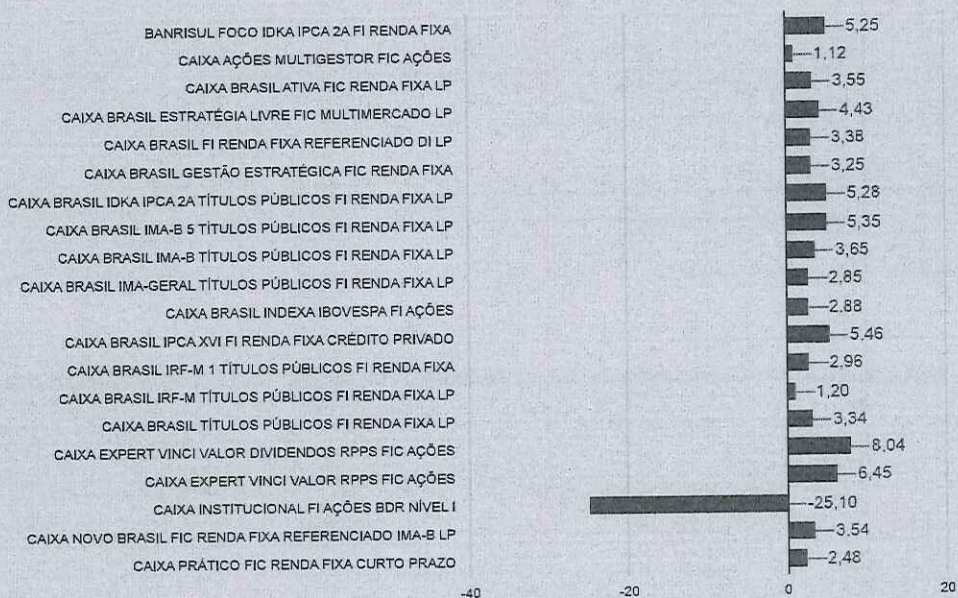 BANRISUL FOCO IDKA IPCA 2A FI RENDA FIXA 5,25
CAIXA AÇÕES MULTIGESTOR FIC AÇÕES 1,12
CAIXA BRASIL ATIVA FIC RENDA FIXA LP 3,55
CAIXA BRASIL ESTRATÉGIA LIVRE FIC MULTIMERCADO LP 4,43
CAIXA BRASIL FI RENDA FIXA REFERENCIADO DI LP 3,38
CAIXA BRASIL GESTÃO ESTRATÉGICA FIC RENDA FIXA 3,25
CAIXA BRASIL IDKA IPCA 2A TÍTULOS PÚBLICOS FI RENDA FIXA LP 5,28
CAIXA BRASIL IMA-B 5 TÍTULOS PÚBLICOS FI RENDA FIXA LP 5,35
CAIXA BRASIL IMA-B TÍTULOS PÚBLICOS FI RENDA FIXA LP 3,65
CAIXA BRASIL IMA-GERAL TÍTULOS PÚBLICOS FI RENDA FIXA LP 2,85
CAIXA BRASIL INDEXA IBOVESPA FI AÇÕES 2,88
CAIXA BRASIL IPCA XVI FI RENDA FIXA CRÉDITO PRIVADO 5,46
CAIXA BRASIL IRF-M 1 TÍTULOS PÚBLICOS FI RENDA FIXA 2,96
CAIXA BRASIL IRF-M TÍTULOS PÚBLICOS FI RENDA FIXA LP 1,20
CAIXA BRASIL TÍTULOS PÚBLICOS FI RENDA FIXA LP 3,34
CAIXA EXPERT VINCI VALOR DIVIDENDOS RPPS FIC AÇÕES 8,04
CAIXA EXPERT VINCI VALOR RPPS FIC AÇÕES 6,45
CAIXA INSTITUCIONAL FI AÇÕES BDR NÍVEL I -25,10
CAIXA NOVO BRASIL FIC RENDA FIXA REFERENCIADO IMA-B LP 3,54
CAIXA PRÁTICO FIC RENDA FIXA CURTO PRAZO 2,48
-40 -20 0 20